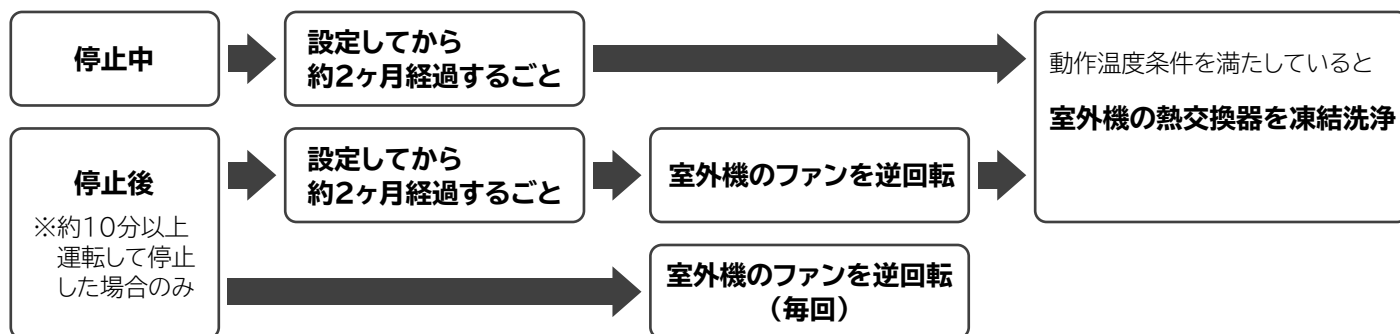 停止中
設定してから
約2ヶ月経過するごと
動作温度条件を満たしていると
室外機の熱交換器を凍結洗浄
停止後
※約10分以上
運転して停止
した場合のみ
設定してから
約2ヶ月経過するごと
室外機のファンを逆回転
室外機のファンを逆回転
(毎回)